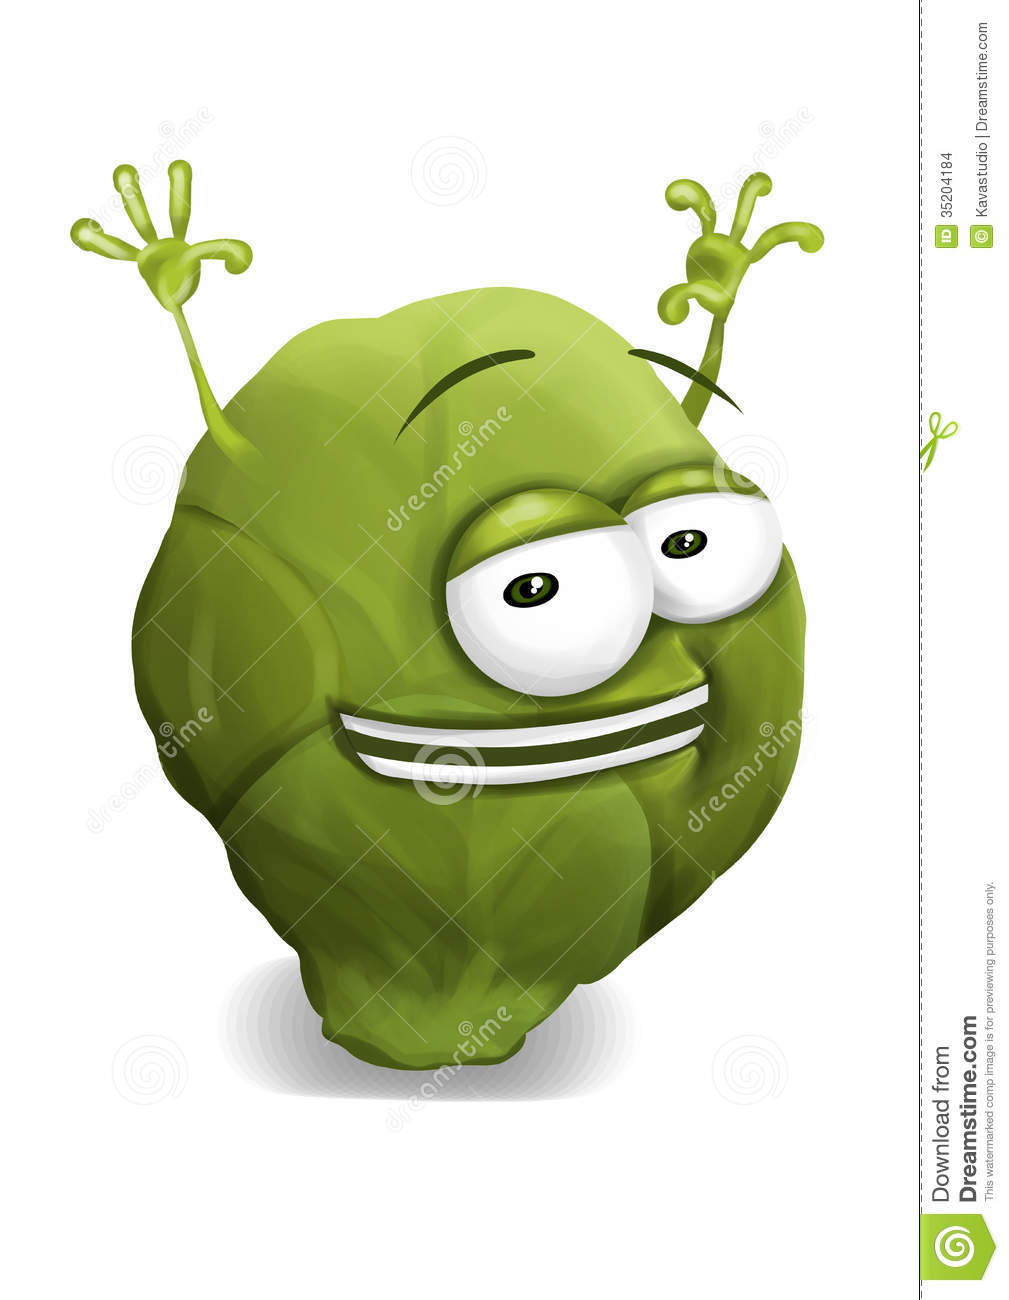 ID 35204184
© Kavastudio | Dreamstime.com
Download from
Dreamstime.com
This watermarked comp image is for previewing purposes only.
dreamstime
dreamstime
dreamstime
dreamstime
dreamstime
dreamstime